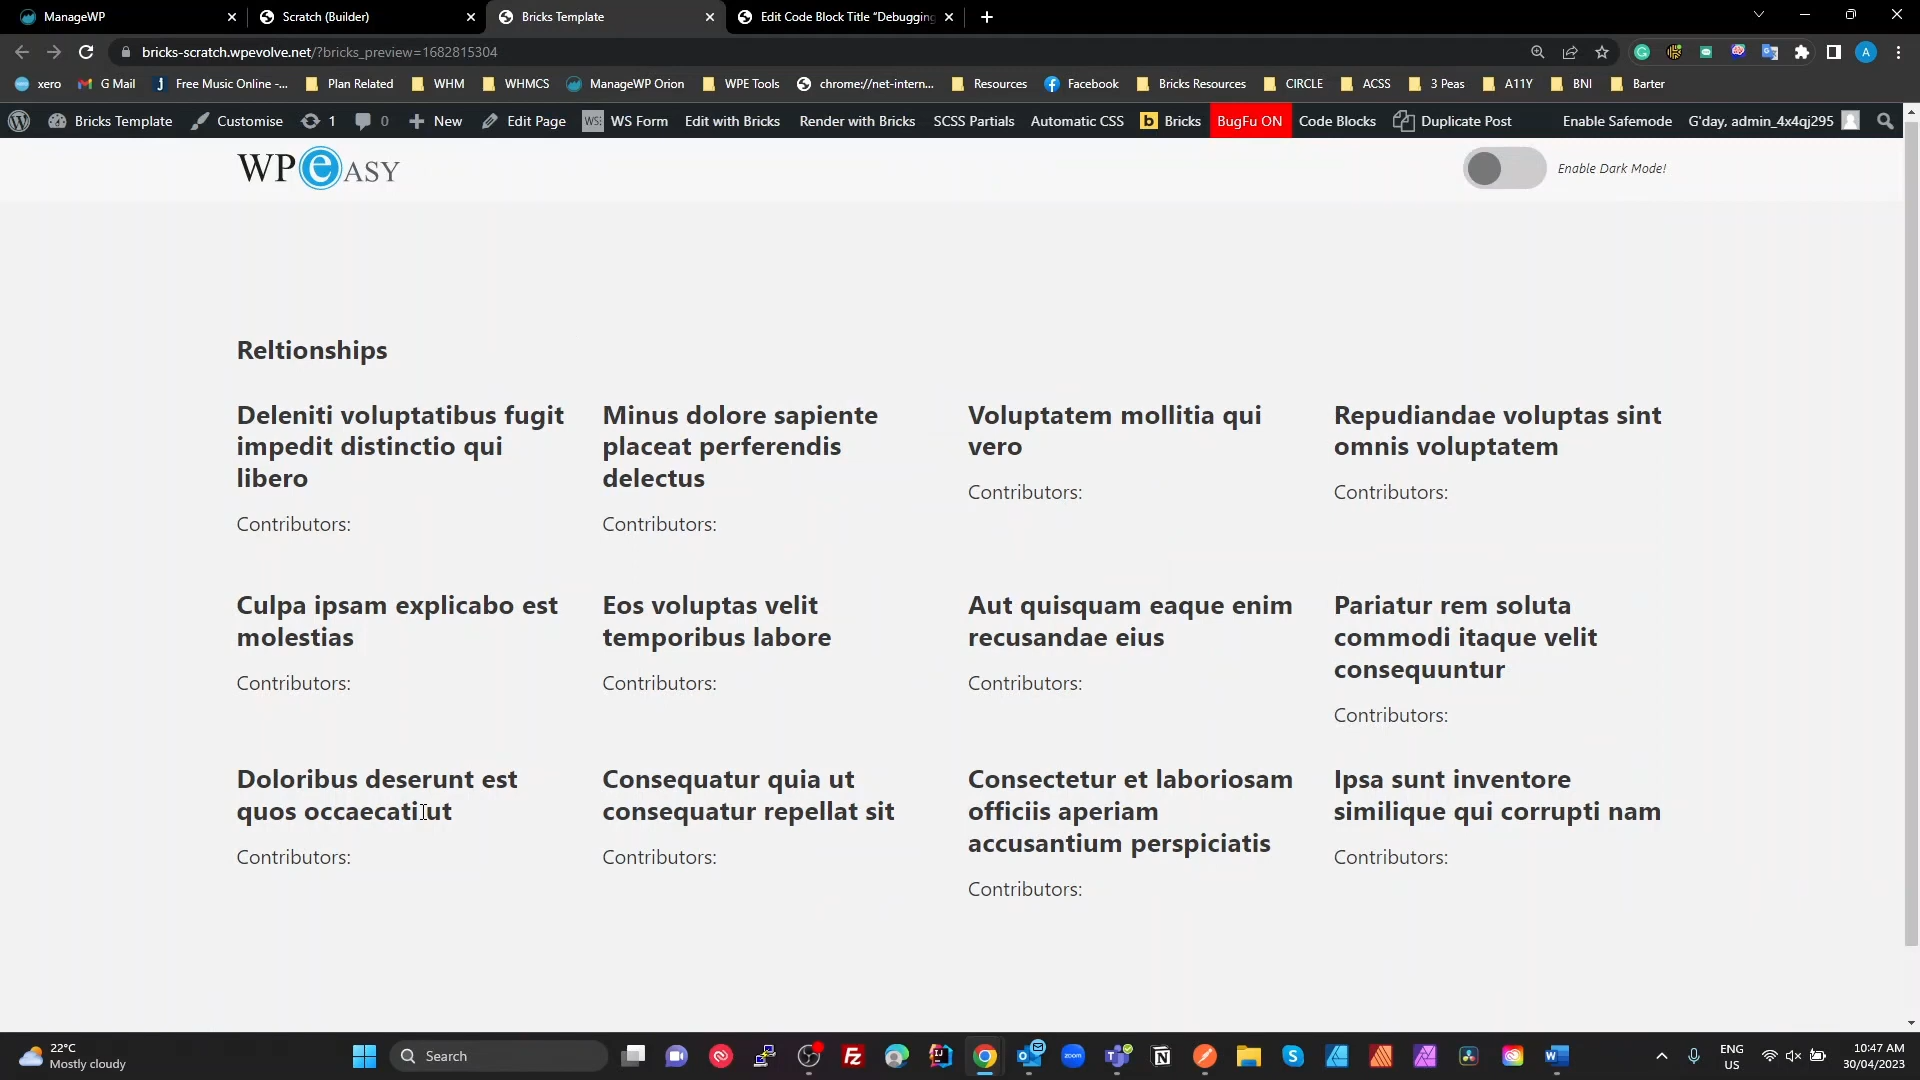 ManageWP
Scratch (Builder)
Bricks Template
Edit Code Block Title "Debugging
bricks-scratch.wpevolve.net/?bricks_preview=1682815304
xero
G Mail
Free Music Online -...
Plan Related
WHM
WHMCS
ManageWP Orion
WPE Tools
chrome://net-intern...
Resources
Facebook
Bricks Resources
CIRCLE
ACSS
3 Peas
A11Y
BNI
Barter
Bricks Template
Customise
1
0
New
Edit Page
WS Form
Edit with Bricks
Render with Bricks
SCSS Partials
Automatic CSS
b Bricks
BugFu ON
Code Blocks
Duplicate Post
Enable Safemode
G'day, admin_4x4qj295
WPeASY
Enable Dark Mode!
Reltionships
Deleniti voluptatibus fugit
impedit distinctio qui
libero
Contributors:
Minus dolore sapiente
placeat perferendis
delectus
Contributors:
Voluptatem mollitia qui
vero
Contributors:
Repudiandae voluptas sint
omnis voluptatem
Contributors:
Culpa ipsam explicabo est
molestias
Contributors:
Eos voluptas velit
temporibus labore
Contributors:
Aut quisquam eaque enim
recusandae eius
Contributors:
Pariatur rem soluta
commodi itaque velit
consequuntur
Contributors:
Doloribus deserunt est
quos occaecati ut
Contributors:
Consequatur quia ut
consequatur repellat sit
Contributors:
Consectetur et laboriosam
officiis aperiam
accusantium perspiciatis
Contributors:
Ipsa sunt inventore
similique qui corrupti nam
Contributors:
22°C
Mostly cloudy
Search
ENG
US
10:47 AM
30/04/2023